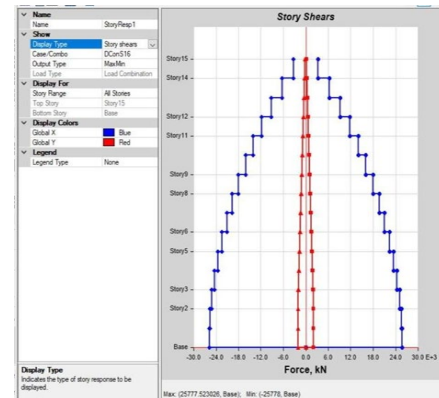 Name
Name StoryResp1
Show
Display Type Story shears
Case/Combo DConS16
Output Type MaxMin
Load Type Load Combination
Display For
Story Range All Stories
Top Story Story15
Bottom Story Base
Display Colors
Global X Blue
Global Y Red
Legend
Legend Type None
Display Type
Indicates the type of story response to be
displayed.
Story Shears
Story15
Story14
Story12
Story11
Story9
Story8
Story6
Story5
Story3
Story2
Base
-30.0 -24.0 -18.0 -12.0 -6.0 0.0 6.0 12.0 18.0 24.0 30.0 E+3
Force, kN
Max: (25777.523026, Base); Min: (-25778, Base)